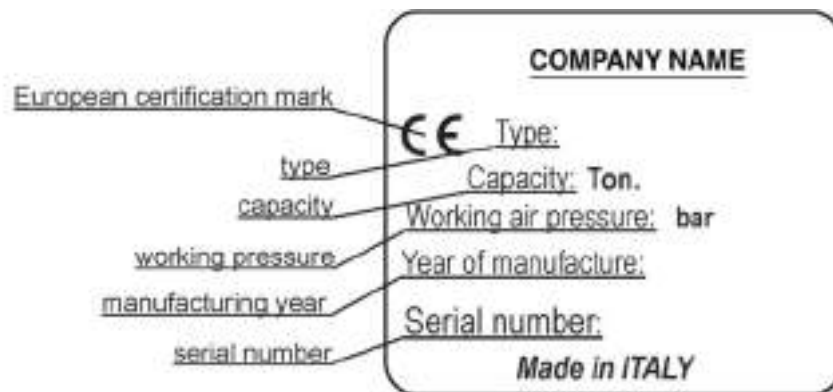 COMPANY NAME
European certification mark
CE Type:
type
Capacity: Ton.
capacity
Working air pressure: bar
working pressure
Year of manufacture:
manufacturing year
Serial number:
serial number
Made in ITALY